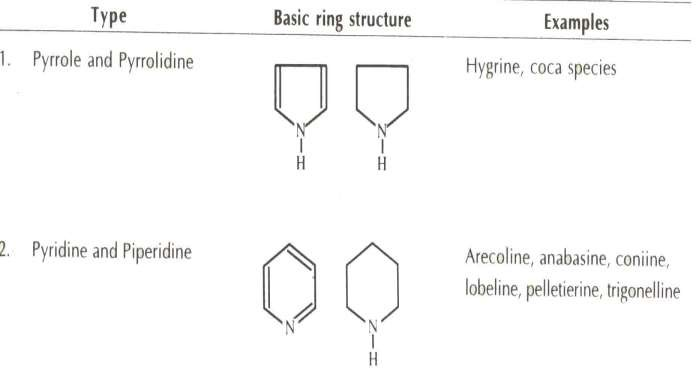 Type Basic ring structure Examples
1. Pyrrole and Pyrrolidine Hygrine, coca species
N N
H H
2. Pyridine and Piperidine Arecoline, anabasine, coniine,
lobeline, pelletierine, trigonelline
N N
H